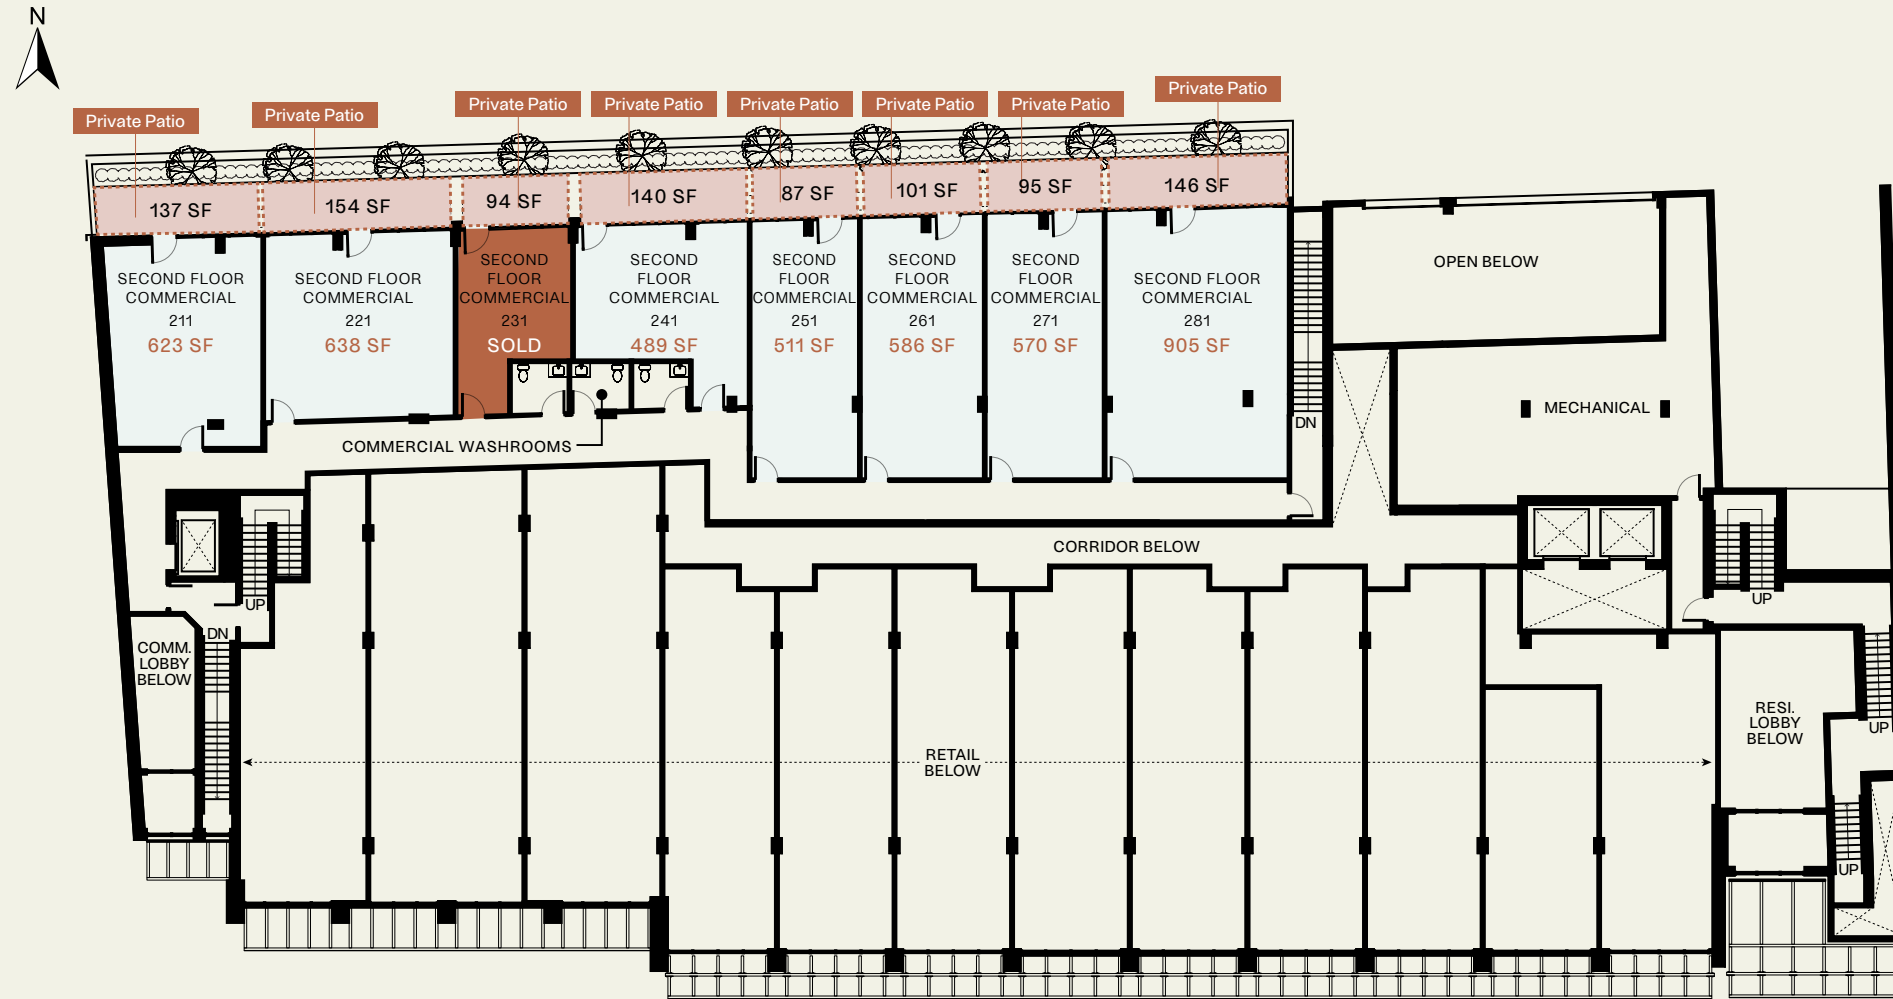 N
Private Patio
Private Patio
Private Patio
Private Patio
Private Patio
Private Patio
Private Patio
Private Patio
137 SF
154 SF
94 SF
140 SF
87 SF
101 SF
95 SF
146 SF
SECOND FLOOR
COMMERCIAL
211
623 SF
SECOND FLOOR
COMMERCIAL
221
638 SF
SECOND
FLOOR
COMMERCIAL
231
SOLD
SECOND
FLOOR
COMMERCIAL
241
489 SF
SECOND
FLOOR
COMMERCIAL
251
511 SF
SECOND
FLOOR
COMMERCIAL
261
586 SF
SECOND
FLOOR
COMMERCIAL
271
570 SF
SECOND FLOOR
COMMERCIAL
281
905 SF
OPEN BELOW
MECHANICAL
DN
COMMERCIAL WASHROOMS
CORRIDOR BELOW
UP
DN
UP
COMM.
LOBBY
BELOW
RETAIL
BELOW
RESI.
LOBBY
BELOW
UP
UP